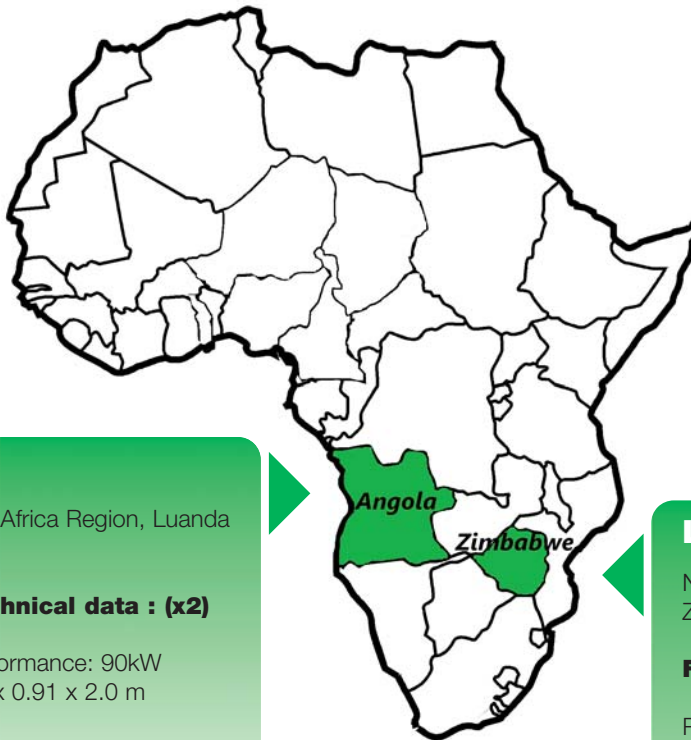 Angola
Zimbabwe
Africa Region, Luanda
hnical data : (x2)
ormance: 90kW
x 0.91 x 2.0 m